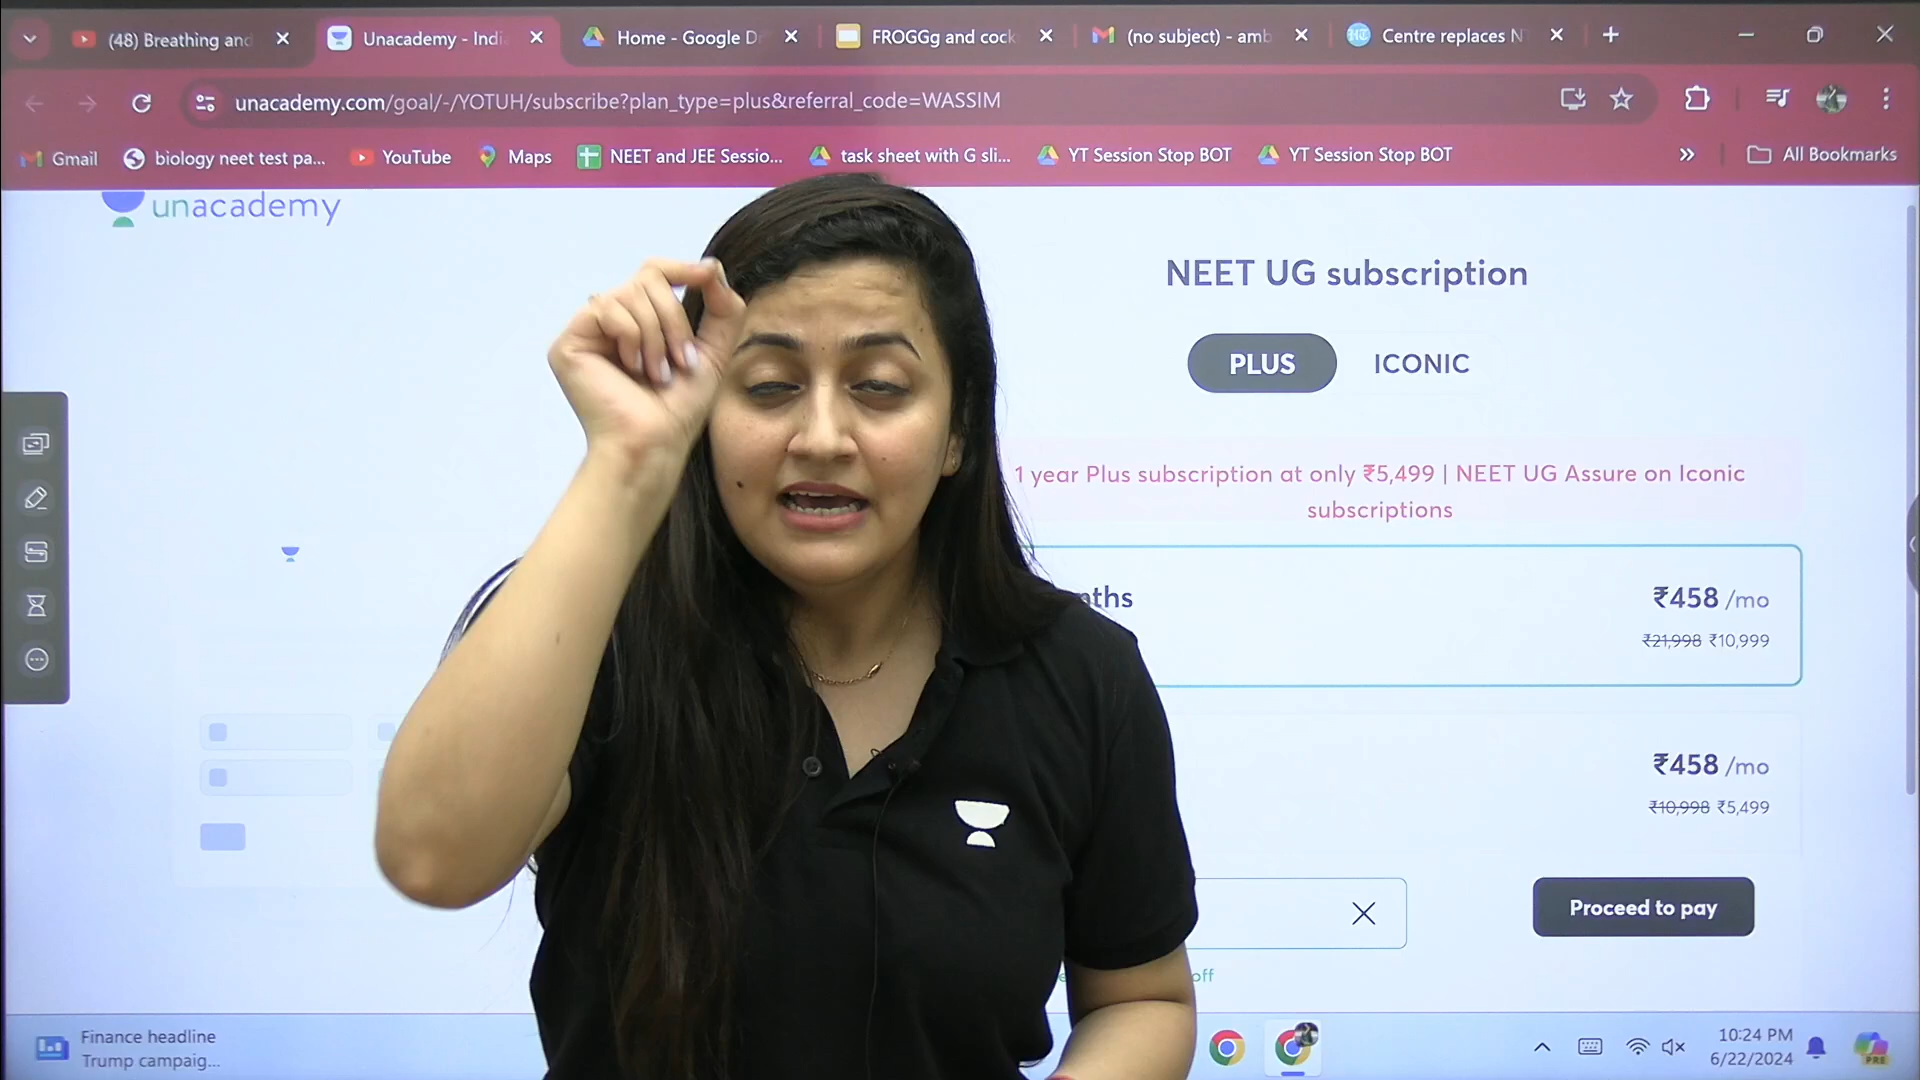 (48) Breathing and
Unacademy - Indi
Home - Google D
FROGGg and cock
(no subject) - amb
Centre replaces N
unacademy.com/goal/-/YOTUH/subscribe?plan_type=plus&referral_code=WASSIM
Gmail
biology neet test pa...
YouTube
Maps
NEET and JEE Sessio...
task sheet with G sli...
YT Session Stop BOT
YT Session Stop BOT
All Bookmarks
unacademy
NEET UG subscription
PLUS
ICONIC
1 year Plus subscription at only ₹5,499 | NEET UG Assure on Iconic
subscriptions
nths
₹458 /mo
₹21,998 ₹10,999
₹458 /mo
₹10,998 ₹5,499
Proceed to pay
off
Finance headline
Trump campaig...
10:24 PM
6/22/2024
PRE